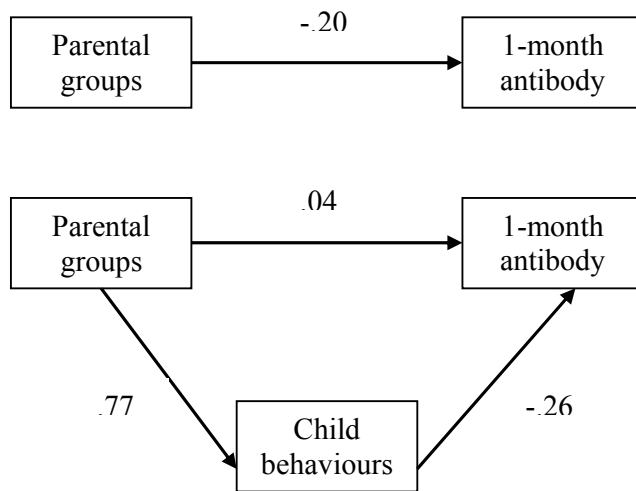 -.20
Parental
groups
1-month
antibody
.04
Parental
groups
1-month
antibody
.77
-.26
Child
behaviours